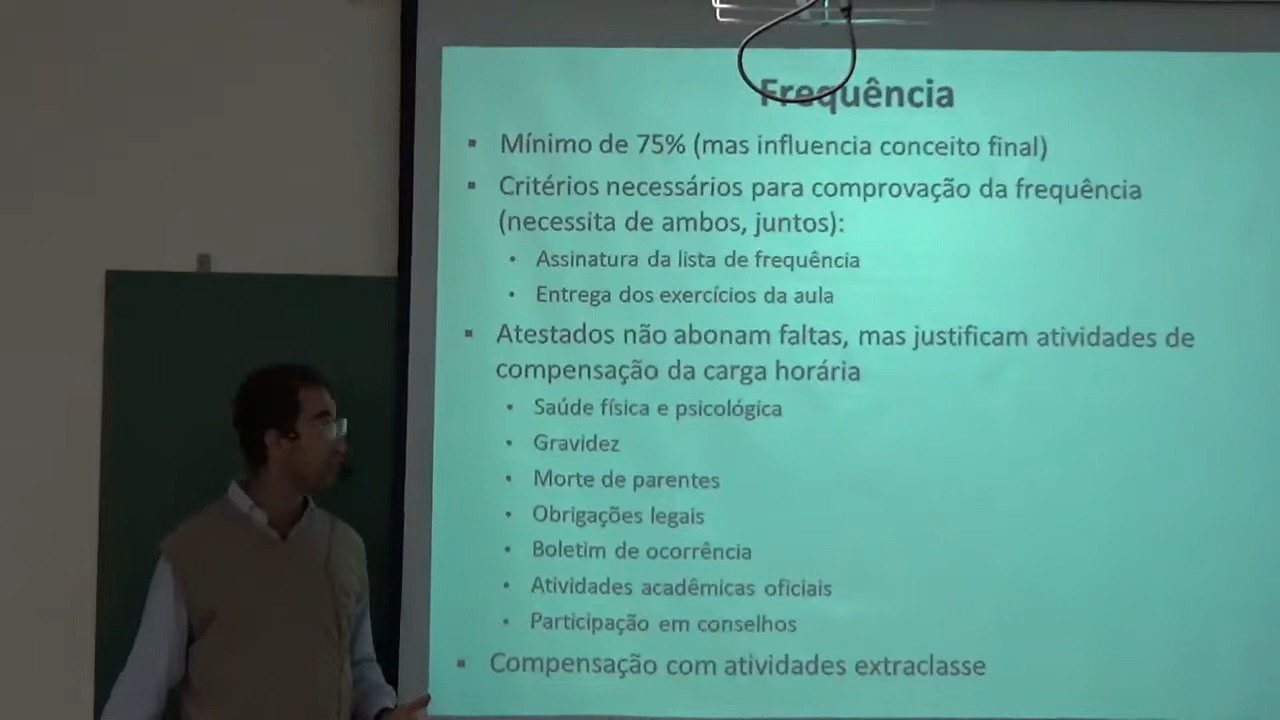 Frequência
▪ Mínimo de 75% (mas influencia conceito final)
▪ Critérios necessários para comprovação da frequência
(necessita de ambos, juntos):
• Assinatura da lista de frequência
• Entrega dos exercícios da aula
▪ Atestados não abonam faltas, mas justificam atividades de
compensação da carga horária
• Saúde física e psicológica
• Gravidez
• Morte de parentes
• Obrigações legais
• Boletim de ocorrência
• Atividades acadêmicas oficiais
• Participação em conselhos
▪ Compensação com atividades extraclasse